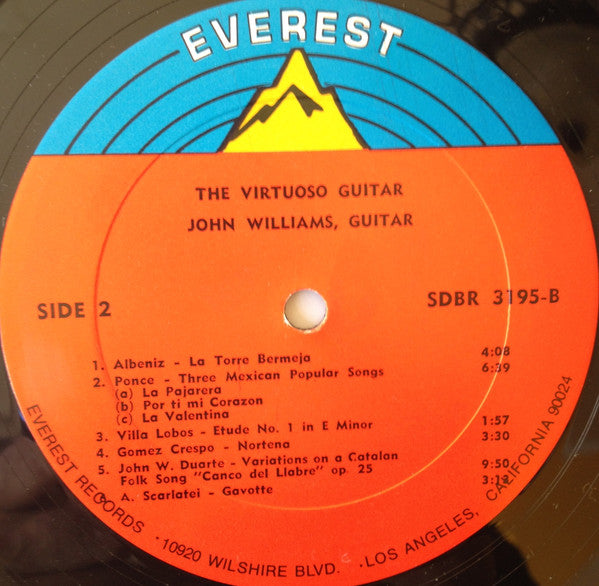 EVEREST
THE VIRTUOSO GUITAR
JOHN WILLIAMS, GUITAR
SIDE 2
SDBR 3195-B
1. Albeniz - La Torre Bermeja 4:08
2. Ponce - Three Mexican Popular Songs 6:39
(a) La Pajarera
(b) Por ti mi Corazon
(c) La Valentina
3. Villa Lobos - Etude No. 1 in E Minor 1:57
4. Gomez Crespo - Nortena 3:30
5. John W. Duarte - Variations on a Catalan
Folk Song "Canco del Llabre" op. 25 9:50
A. Scarlatei - Gavotte
EVEREST RECORDS * 10920 WILSHIRE BLVD. LOS ANGELES, CALIFORNIA 90024